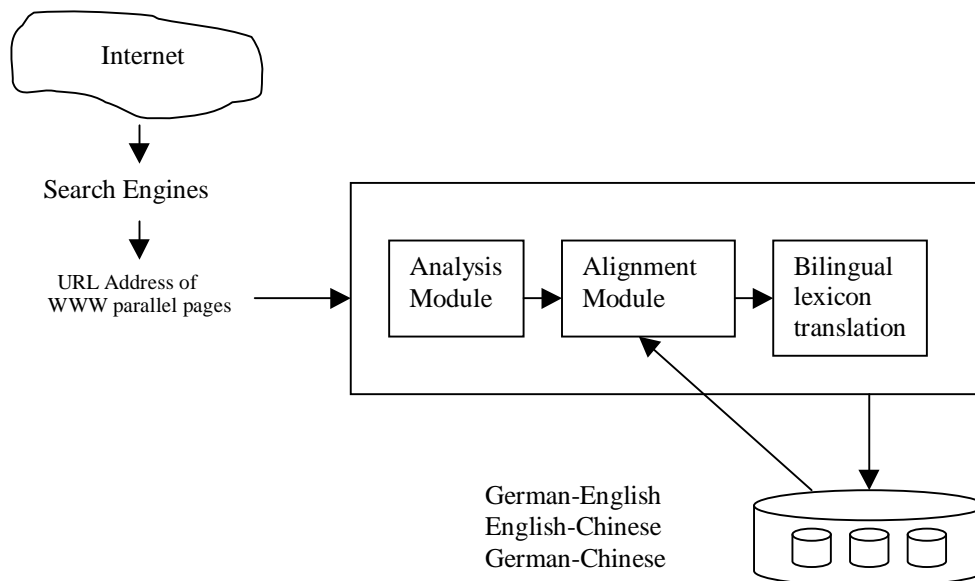 Internet
Search Engines
URL Address of
WWW parallel pages
Analysis
Module
Alignment
Module
Bilingual
lexicon
translation
German-English
English-Chinese
German-Chinese